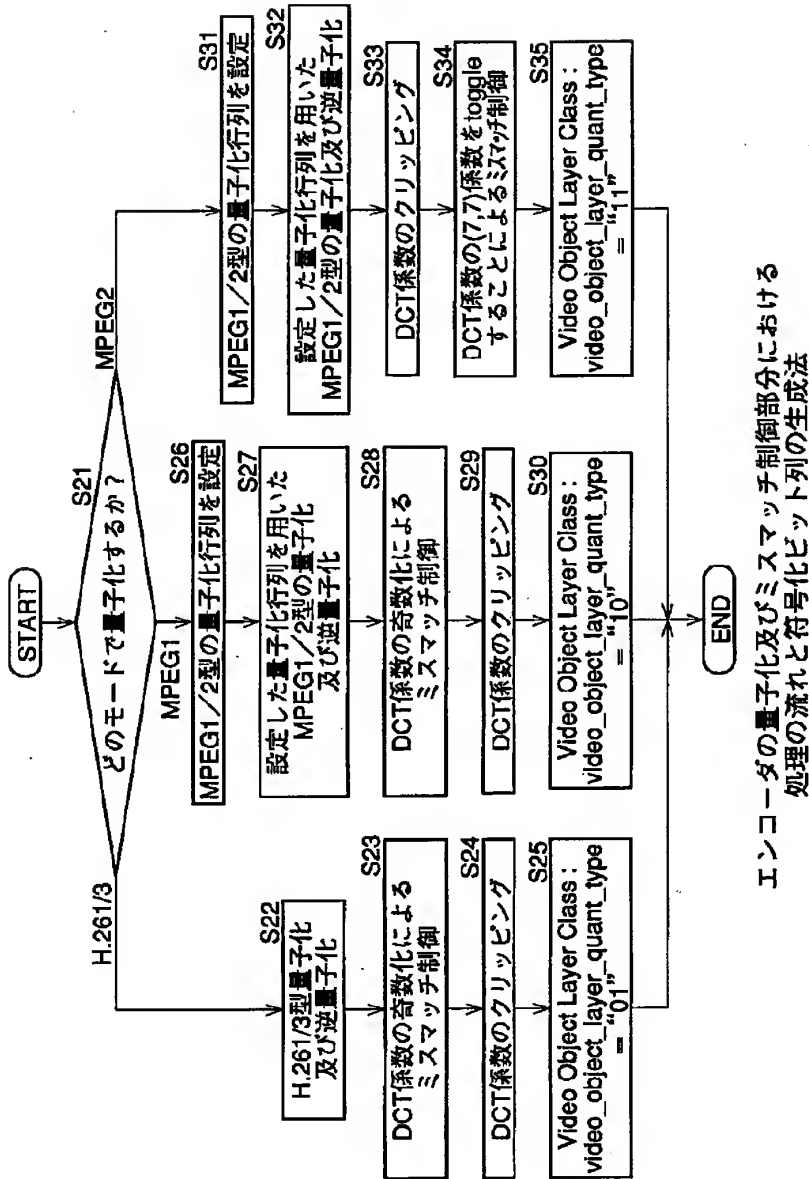 START
S21
どのモードで量子化するか？
H.261/3
MPEG1
MPEG2
S22
H.261/3型量子化
及び逆量子化
S23
DCT係数の奇数化による
ミスマッチ制御
S24
DCT係数のクリッピング
S25
Video Object Layer Class :
video_object_layer_quant_type
= “01”
S26
MPEG1／2型の量子化行列を設定
S27
設定した量子化行列を用いた
MPEG1／2型の量子化
及び逆量子化
S28
DCT係数の奇数化による
ミスマッチ制御
S29
DCT係数のクリッピング
S30
Video Object Layer Class :
video_object_layer_quant_type
= “10”
S31
MPEG1／2型の量子化行列を設定
S32
設定した量子化行列を用いた
MPEG1／2型の量子化及び逆量子化
S33
DCT係数のクリッピング
S34
DCT係数の(7,7)係数をtoggle
することによるミスマッチ制御
S35
Video Object Layer Class :
video_object_layer_quant_type
= “11”
END
エンコーダの量子化及びミスマッチ制御部分における
処理の流れと符号化ビット列の生成法